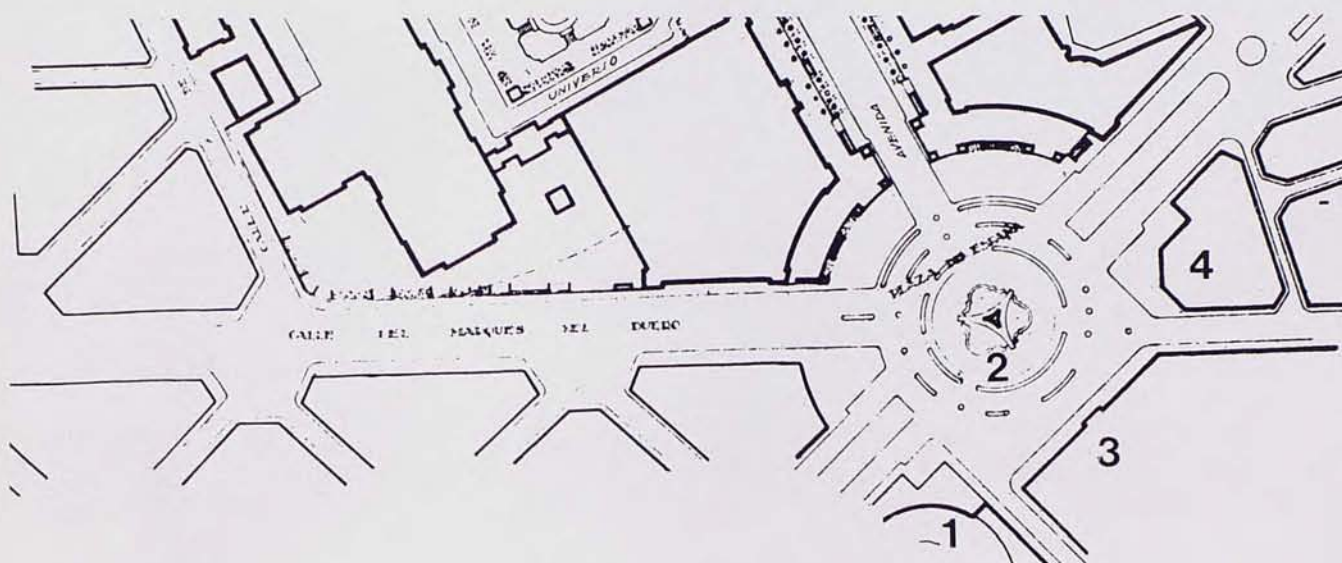 UNIVERSO
AVENIDA
PLAZA DE ESPAÑA
CALLE
CALLE DEL MARQUES DEL DUERO
4
2
3
1